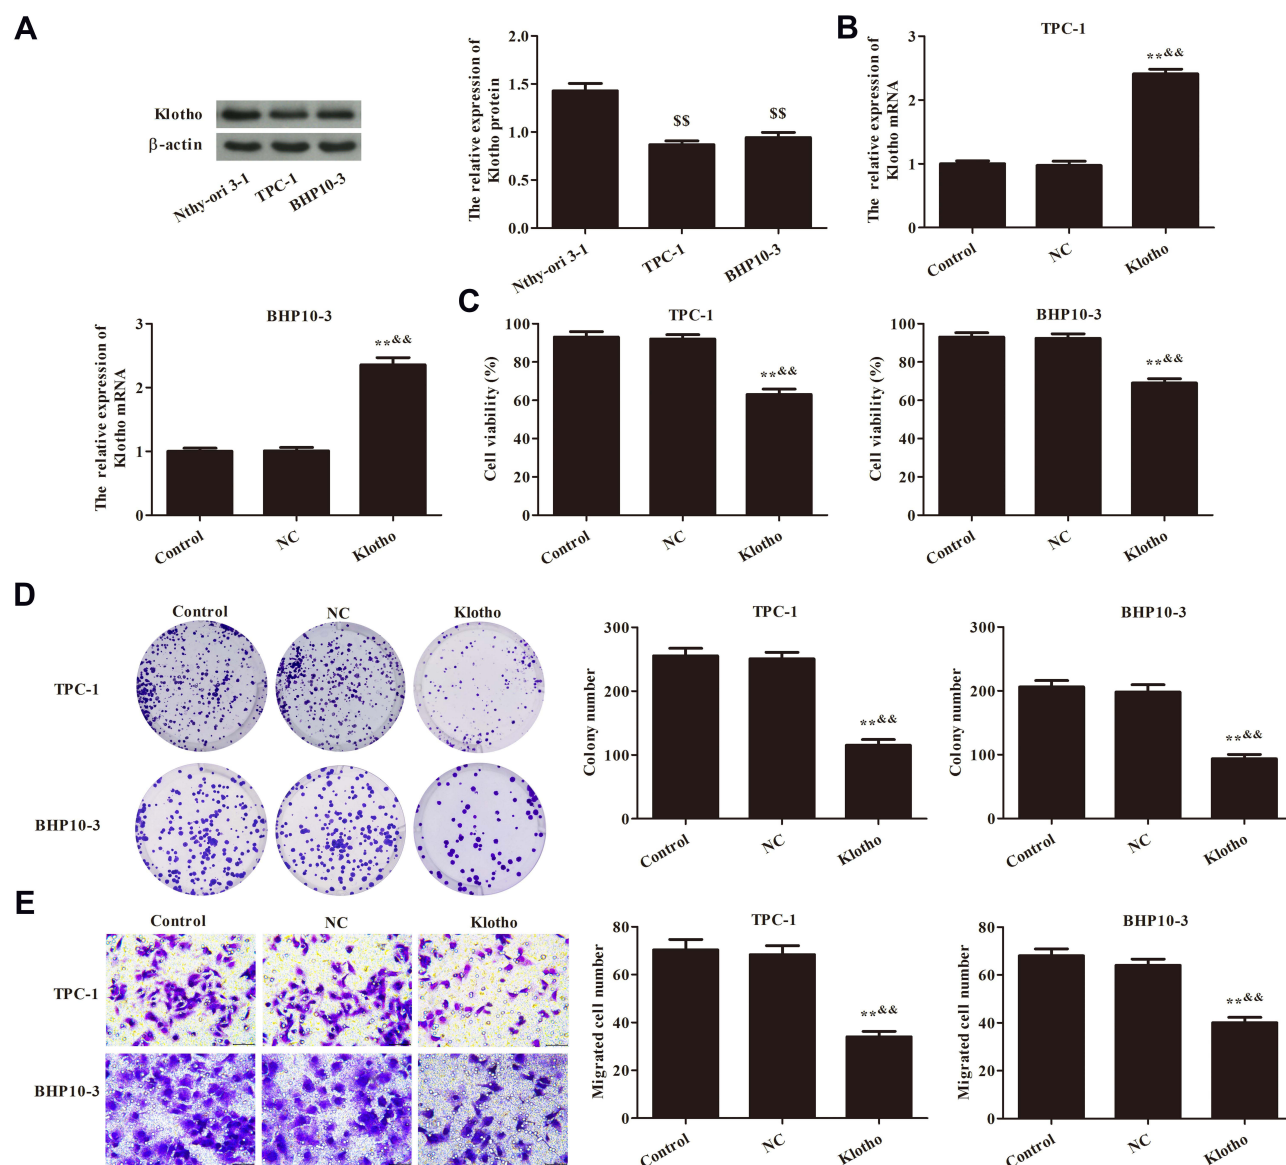 A
Klotho
β-actin
Nthy-ori 3-1
TPC-1
BHP10-3
The relative expression of
Klotho protein
2.0
1.5
1.0
0.5
0.0
$$
$$
Nthy-ori 3-1
TPC-1
BHP10-3
B
TPC-1
The relative expression of
Klotho mRNA
3
2
1
0
**&&
Control
NC
Klotho
BHP10-3
The relative expression of
Klotho mRNA
3
2
1
0
**&&
Control
NC
Klotho
C
TPC-1
Cell viability (%)
100
80
60
40
20
0
**&&
Control
NC
Klotho
BHP10-3
Cell viability (%)
100
80
60
40
20
0
**&&
Control
NC
Klotho
D
Control
NC
Klotho
TPC-1
BHP10-3
TPC-1
Colony number
300
200
100
0
**&&
Control
NC
Klotho
BHP10-3
Colony number
300
200
100
0
**&&
Control
NC
Klotho
E
Control
NC
Klotho
TPC-1
BHP10-3
TPC-1
Migrated cell number
80
60
40
20
0
**&&
Control
NC
Klotho
BHP10-3
Migrated cell number
80
60
40
20
0
**&&
Control
NC
Klotho